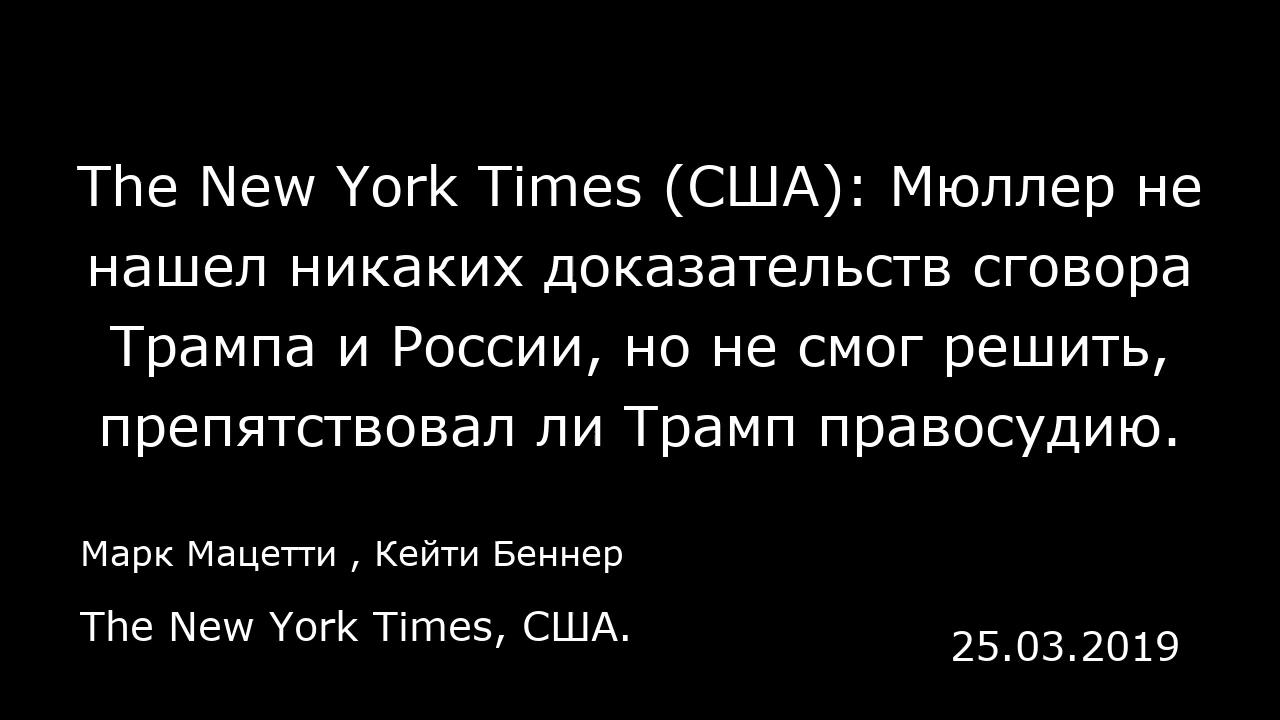 The New York Times (США): Мюллер не
нашел никаких доказательств сговора
Трампа и России, но не смог решить,
препятствовал ли Трамп правосудию.
Марк Мацетти , Кейти Беннер
The New York Times, США.
25.03.2019